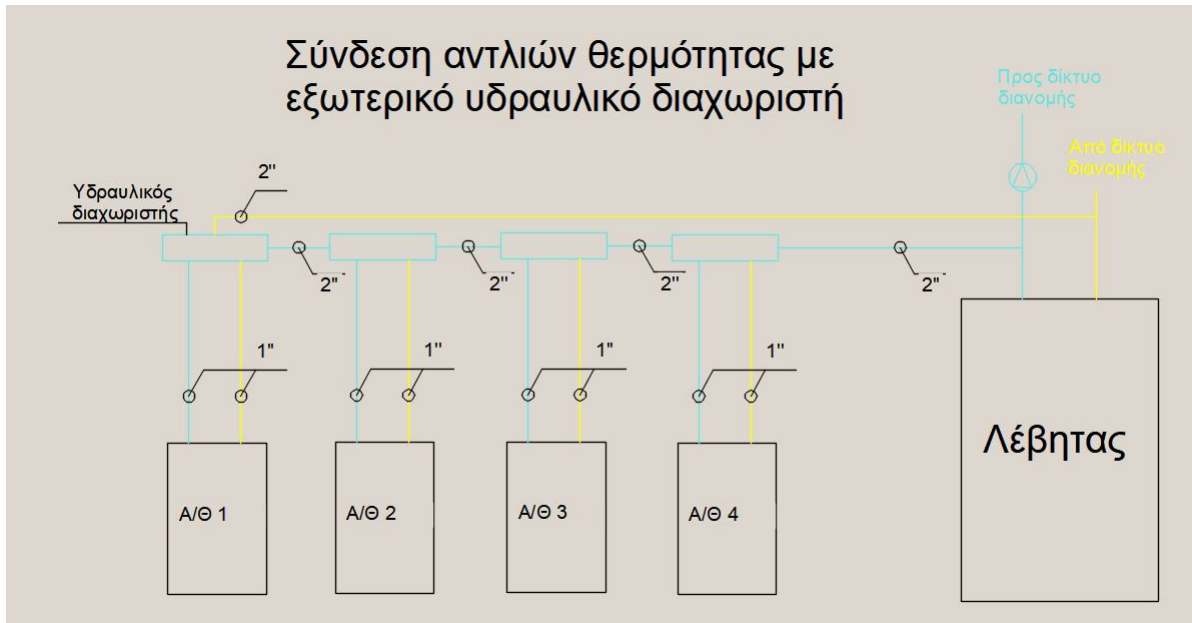 Σύνδεση αντλιών θερμότητας με
εξωτερικό υδραυλικό διαχωριστή
Προς δίκτυο
διανομής
Από δίκτυο
διανομής
2''
Υδραυλικός
διαχωριστής
2''
2''
2''
2''
1''
1''
1''
1''
Λέβητας
Α/Θ 1
Α/Θ 2
Α/Θ 3
Α/Θ 4